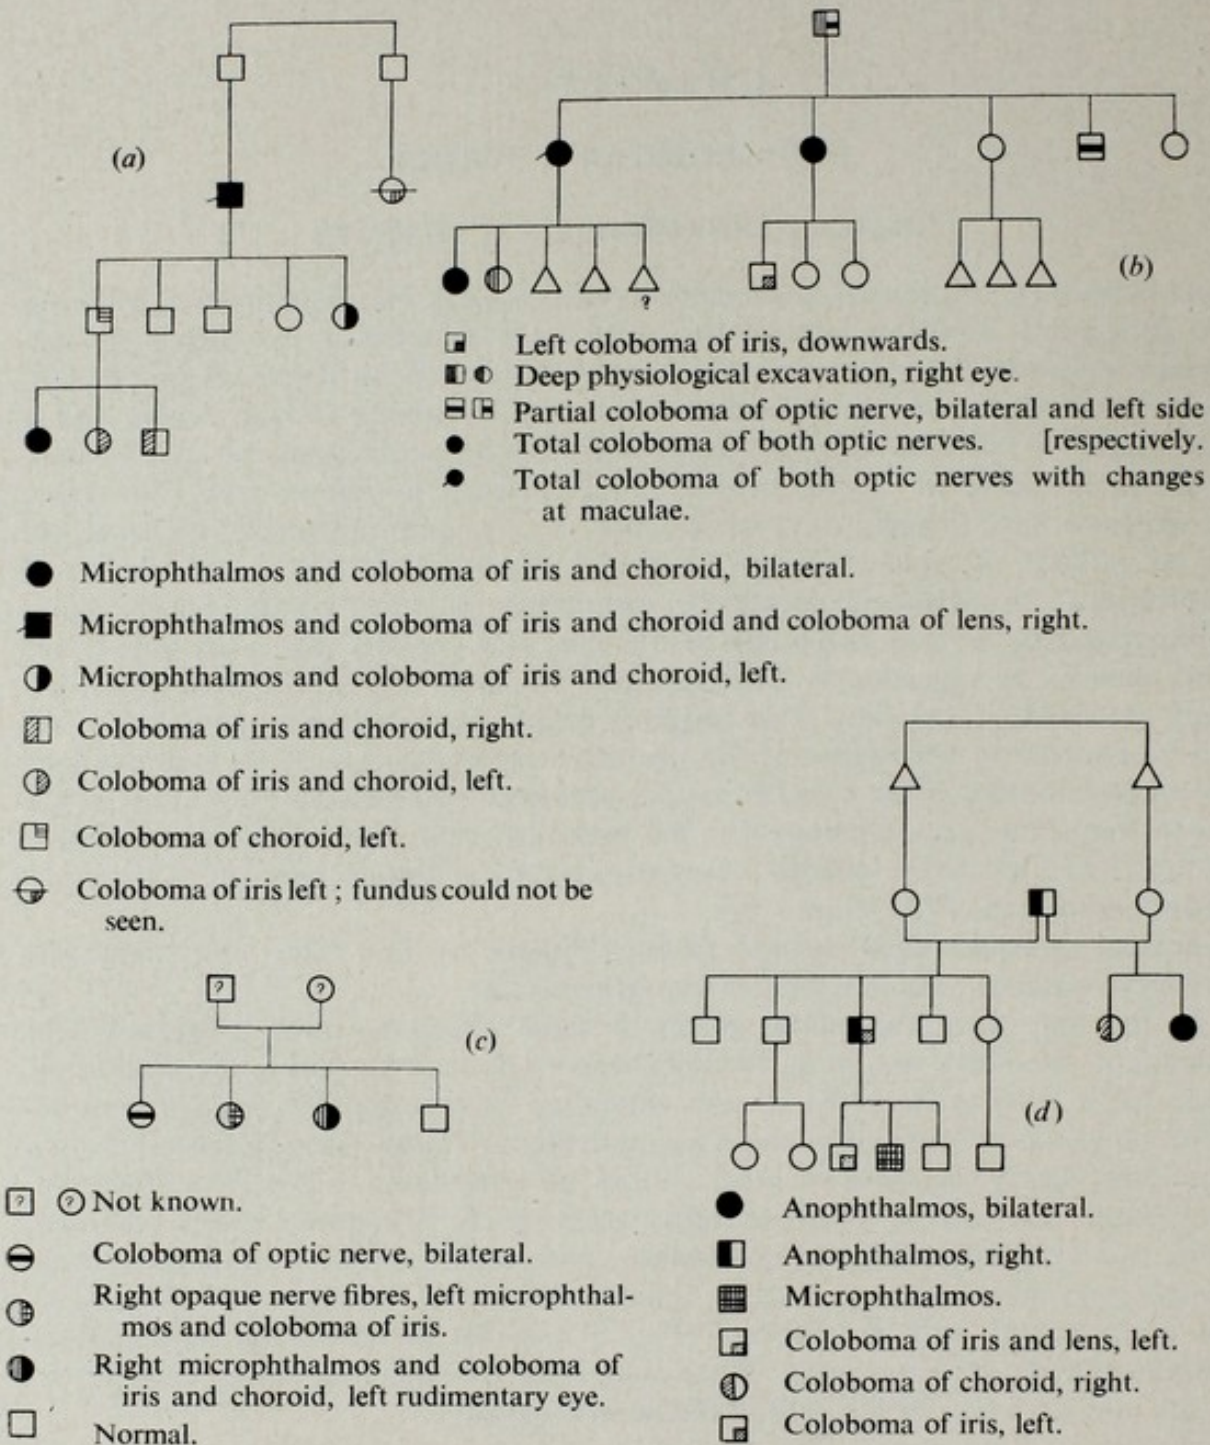 (a)
(b)
?
Left coloboma of iris, downwards.
Deep physiological excavation, right eye.
Partial coloboma of optic nerve, bilateral and left side
Total coloboma of both optic nerves. [respectively.
Total coloboma of both optic nerves with changes
at maculae.
Microphthalmos and coloboma of iris and choroid, bilateral.
Microphthalmos and coloboma of iris and choroid and coloboma of lens, right.
Microphthalmos and coloboma of iris and choroid, left.
Coloboma of iris and choroid, right.
Coloboma of iris and choroid, left.
Coloboma of choroid, left.
Coloboma of iris left ; fundus could not be
seen.
? ?
(c)
? ? Not known.
Coloboma of optic nerve, bilateral.
Right opaque nerve fibres, left microphthal-
mos and coloboma of iris.
Right microphthalmos and coloboma of
iris and choroid, left rudimentary eye.
Normal.
(d)
Anophthalmos, bilateral.
Anophthalmos, right.
Microphthalmos.
Coloboma of iris and lens, left.
Coloboma of choroid, right.
Coloboma of iris, left.